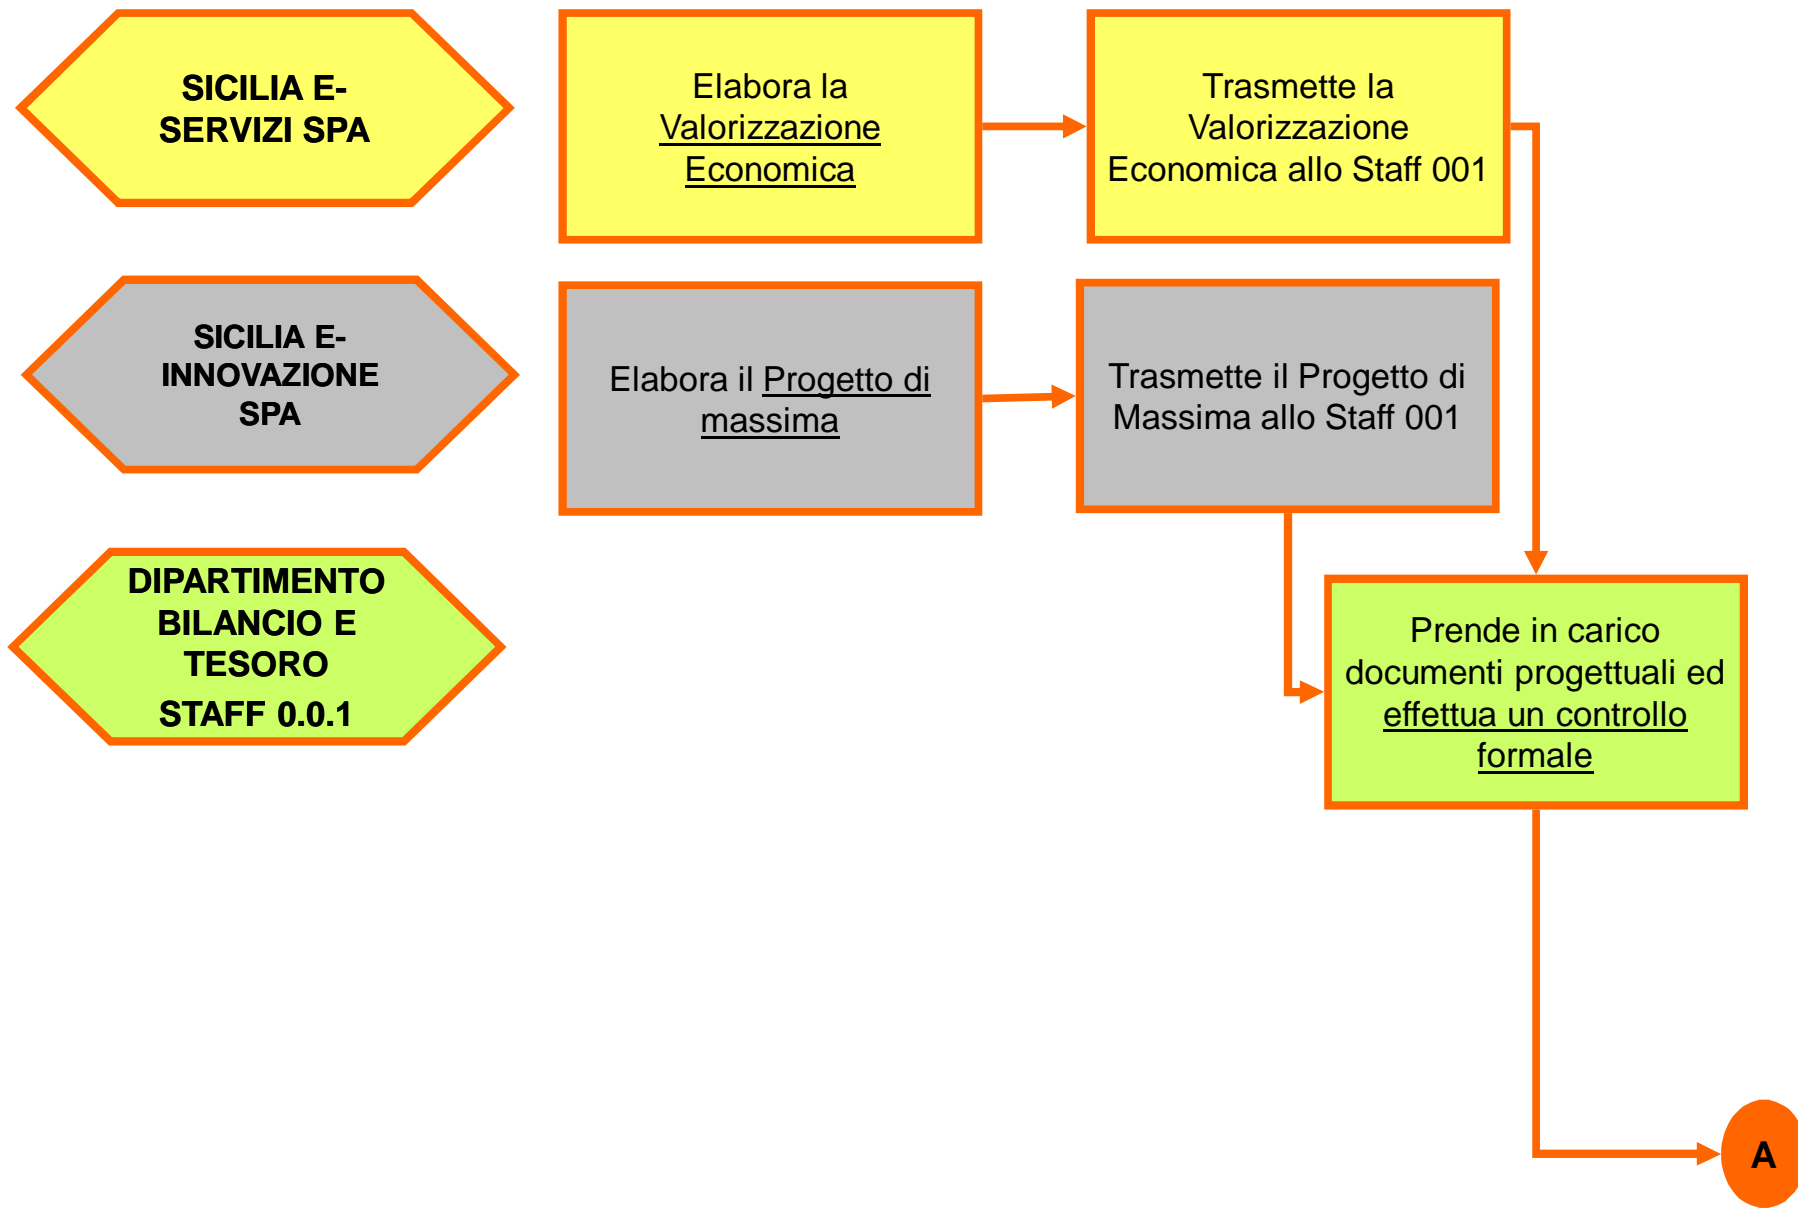 SICILIA E-
SERVIZI SPA
Elabora la
Valorizzazione
Economica
Trasmette la
Valorizzazione
Economica allo Staff 001
SICILIA E-
INNOVAZIONE
SPA
Elabora il Progetto di
massima
Trasmette il Progetto di
Massima allo Staff 001
DIPARTIMENTO
BILANCIO E
TESORO
STAFF 0.0.1
Prende in carico
documenti progettuali ed
effettua un controllo
formale
A